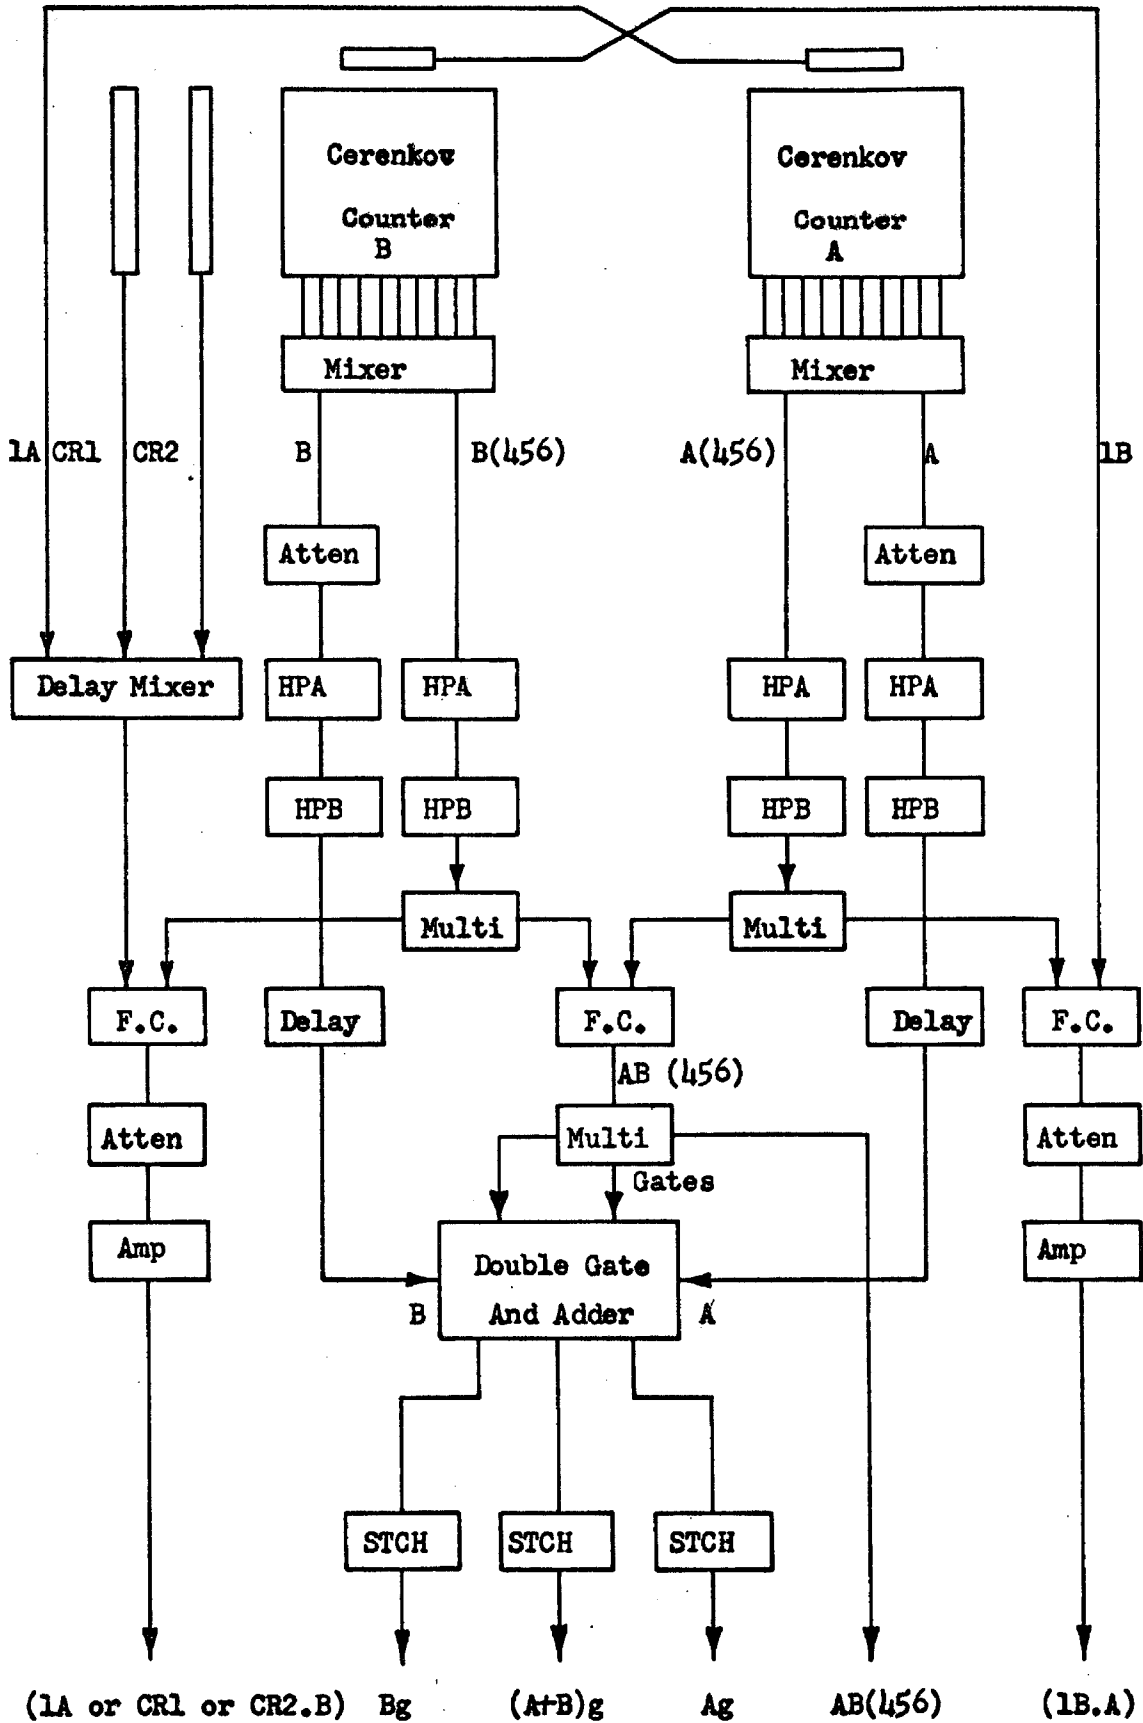 Cerenkov
Counter
B
Cerenkov
Counter
A
Mixer
Mixer
1A
CR1
CR2
B
B(456)
A(456)
A
1B
Atten
Atten
Delay Mixer
HPA
HPA
HPA
HPA
HPB
HPB
HPB
HPB
Multi
Multi
F.C.
Delay
F.C.
Delay
F.C.
AB (456)
Atten
Multi
Atten
Gates
Amp
Double Gate
And Adder
B
A
Amp
STCH
STCH
STCH
(1A or CR1 or CR2.B)
Bg
(A+B)g
Ag
AB(456)
(1B.A)